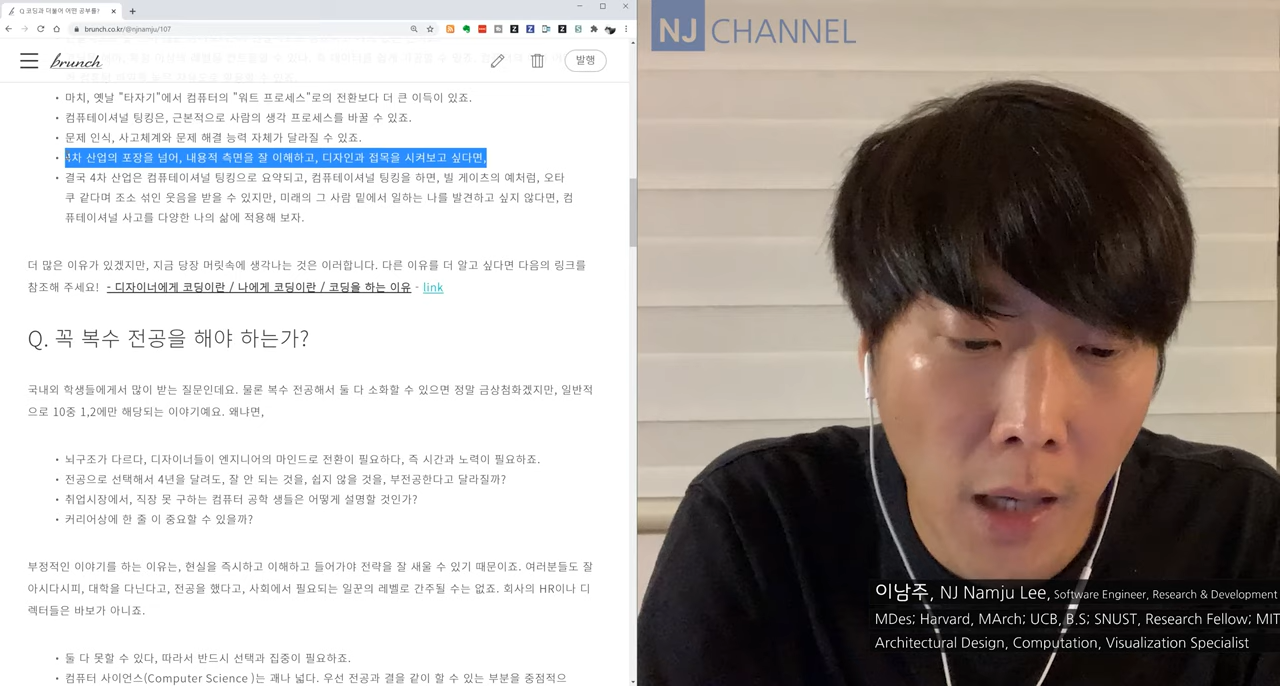 Q 코딩과 더불어 어떤 공부를?
brunch.co.kr/@njnamju/107
brunch
발행
마치, 옛날 "타자기"에서 컴퓨터의 "워트 프로세스"로의 전환보다 더 큰 이득이 있죠.
컴퓨테이셔널 팅킹은, 근본적으로 사람의 생각 프로세스를 바꿀 수 있죠.
문제 인식, 사고체계와 문제 해결 능력 자체가 달라질 수 있죠.
4차 산업의 포장을 넘어, 내용적 측면을 잘 이해하고, 디자인과 접목을 시켜보고 싶다면,
결국 4차 산업은 컴퓨테이셔널 팅킹으로 요약되고, 컴퓨테이셔널 팅킹을 하면, 빌 게이츠의 예처럼, 오타
쿠 같다며 조소 섞인 웃음을 받을 수 있지만, 미래의 그 사람 밑에서 일하는 나를 발견하고 싶지 않다면, 컴
퓨테이셔널 사고를 다양한 나의 삶에 적용해 보자.
더 많은 이유가 있겠지만, 지금 당장 머릿속에 생각나는 것은 이러합니다. 다른 이유를 더 알고 싶다면 다음의 링크를
참조해 주세요! - 디자이너에게 코딩이란 / 나에게 코딩이란 / 코딩을 하는 이유 - link
Q. 꼭 복수 전공을 해야 하는가?
국내외 학생들에게서 많이 받는 질문인데요. 물론 복수 전공해서 둘 다 소화할 수 있으면 정말 금상첨화겠지만, 일반적
으로 10중 1,2에만 해당되는 이야기예요. 왜냐면,
뇌구조가 다르다, 디자이너들이 엔지니어의 마인드로 전환이 필요하다, 즉 시간과 노력이 필요하죠.
전공으로 선택해서 4년을 달려도, 잘 안 되는 것을, 쉽지 않을 것을, 부전공한다고 달라질까?
취업시장에서, 직장 못 구하는 컴퓨터 공학 생들은 어떻게 설명할 것인가?
커리어상에 한 줄 이 중요할 수 있을까?
부정적인 이야기를 하는 이유는, 현실을 즉시하고 이해하고 들어가야 전략을 잘 새울 수 있기 때문이죠. 여러분들도 잘
아시다시피, 대학을 다닌다고, 전공을 했다고, 사회에서 필요되는 일꾼의 레벨로 간주될 수는 없죠. 회사의 HR이나 디
렉터들은 바보가 아니죠.
둘 다 못할 수 있다, 따라서 반드시 선택과 집중이 필요하죠.
컴퓨터 사이언스(Computer Science )는 꽤나 넓다. 우선 전공과 결을 같이 할 수 있는 부분을 중점적으
NJ CHANNEL
이남주, NJ Namju Lee, Software Engineer, Research & Development
MDes; Harvard, MArch; UCB, B.S; SNUST, Research Fellow; MIT
Architectural Design, Computation, Visualization Specialist